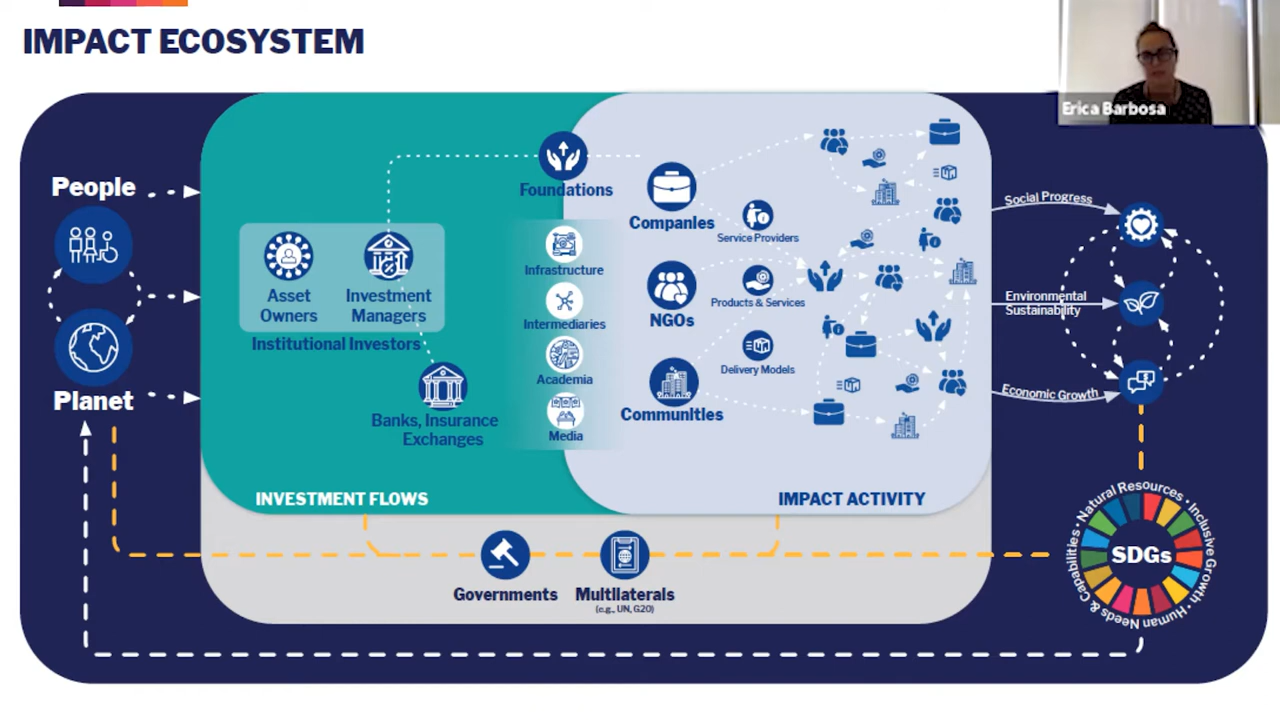 IMPACT ECOSYSTEM
Erica Barbosa
People
Planet
Foundations
Asset
Owners
Investment
Managers
Institutional Investors
Banks, Insurance
Exchanges
Infrastructure
Intermediaries
Academia
Media
Companies
NGOs
Communities
Service Providers
Products & Services
Delivery Models
INVESTMENT FLOWS
IMPACT ACTIVITY
Social Progress
Environmental
Sustainability
Economic Growth
Governments
Multilaterals
(e.g., UN, G20)
Natural Resources • Inclusive Growth • Human Needs & Capabilities •
SDGs